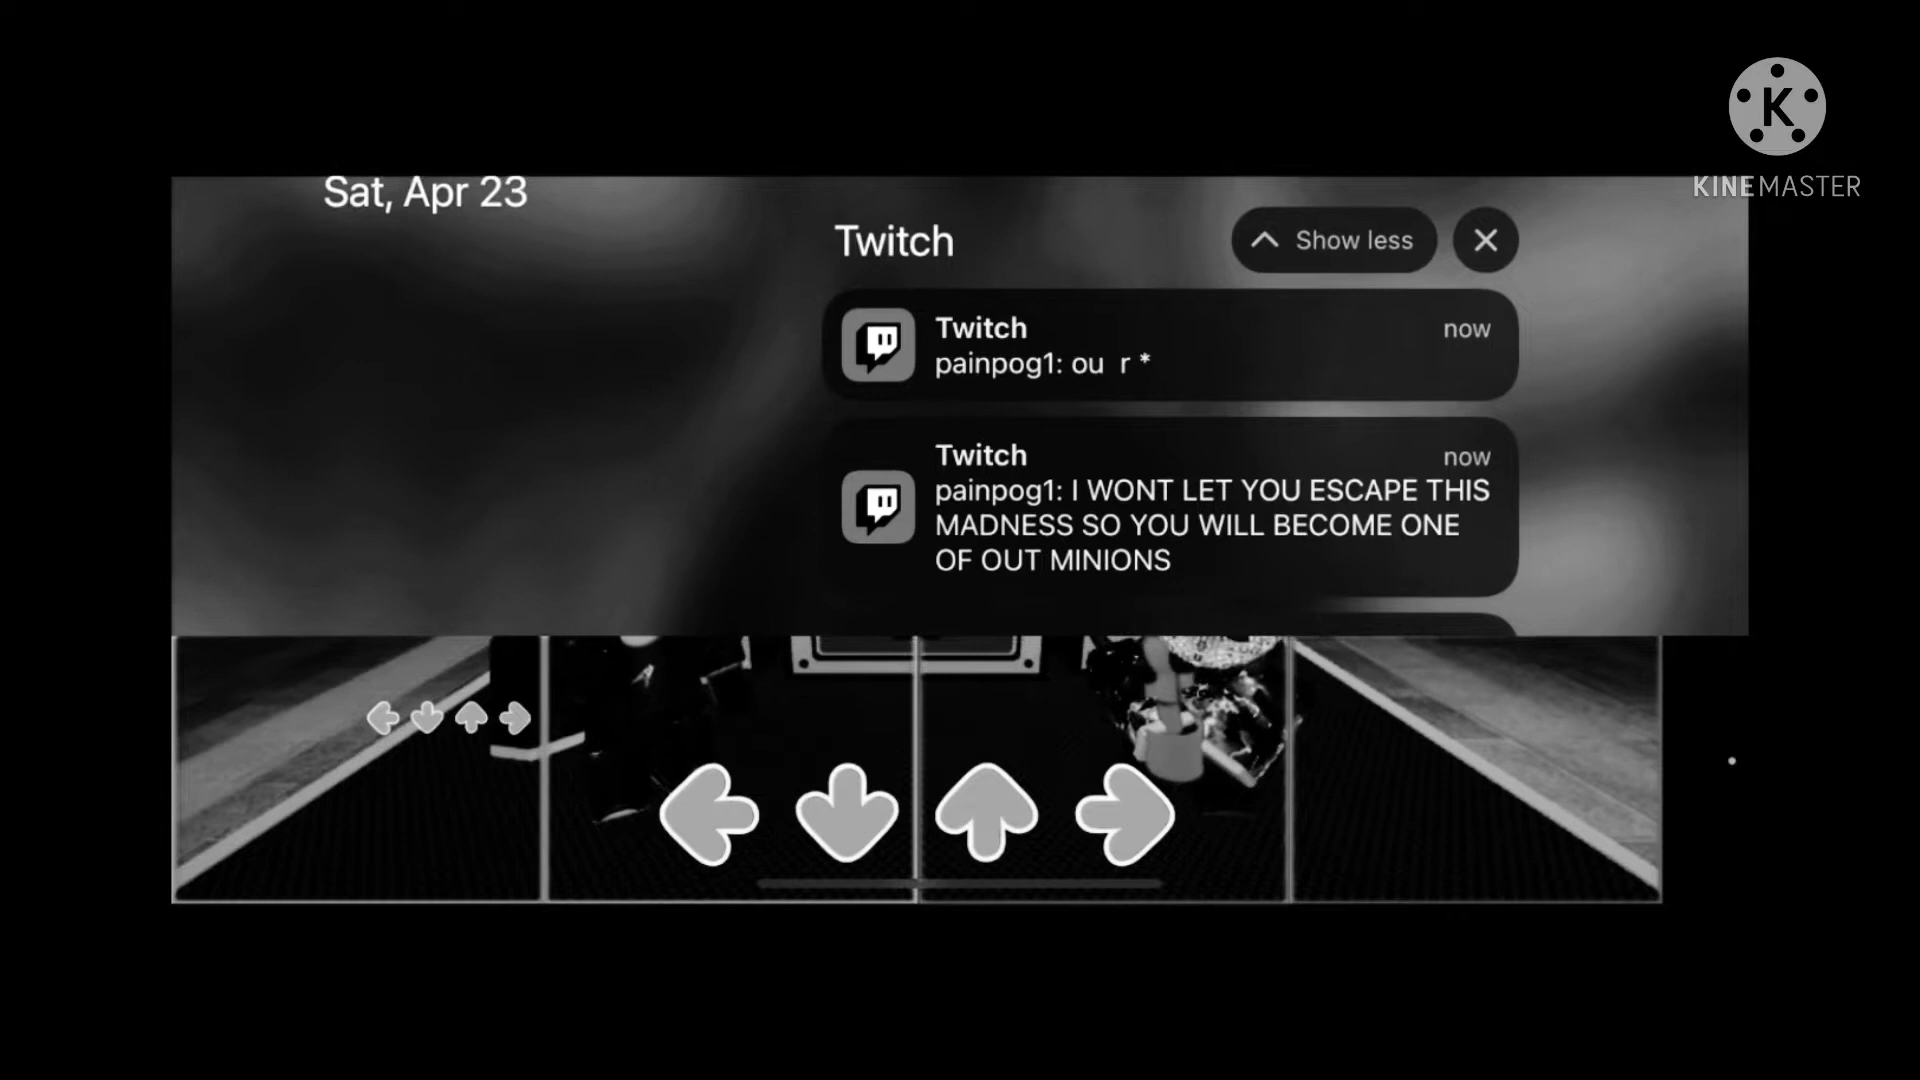 K
KINEMASTER
Sat, Apr 23
Twitch
Show less
Twitch
now
painpog1: ou  r *
Twitch
now
painpog1: I WONT LET YOU ESCAPE THIS
MADNESS SO YOU WILL BECOME ONE
OF OUT MINIONS